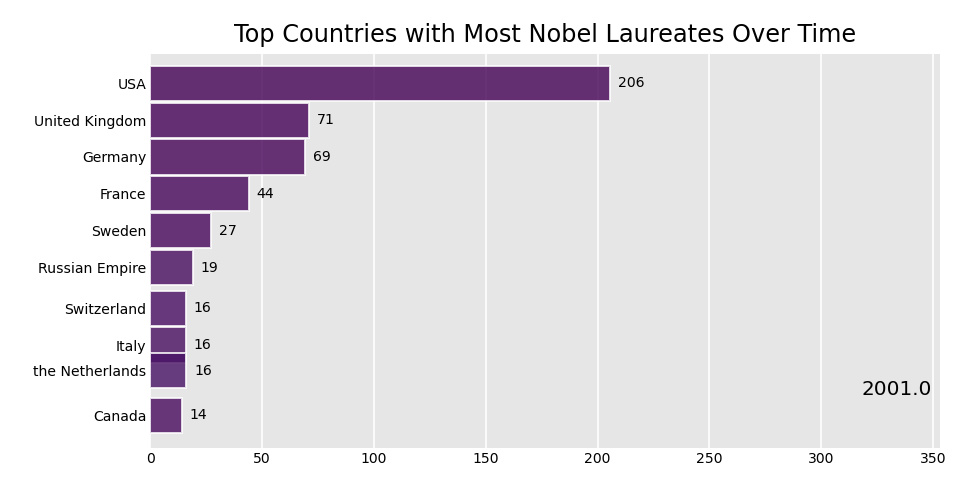 Top Countries with Most Nobel Laureates Over Time
USA 206
United Kingdom 71
Germany 69
France 44
Sweden 27
Russian Empire 19
Switzerland 16
Italy 16
the Netherlands 16
2001.0
Canada 14
0 50 100 150 200 250 300 350